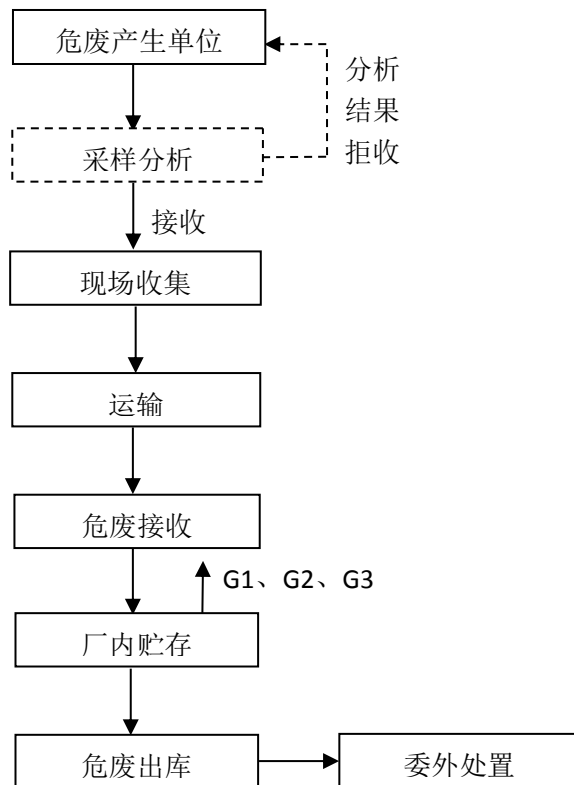 危废产生单位
分析
结果
拒收
采样分析
接收
现场收集
运输
危废接收
G1、G2、G3
厂内贮存
危废出库
委外处置